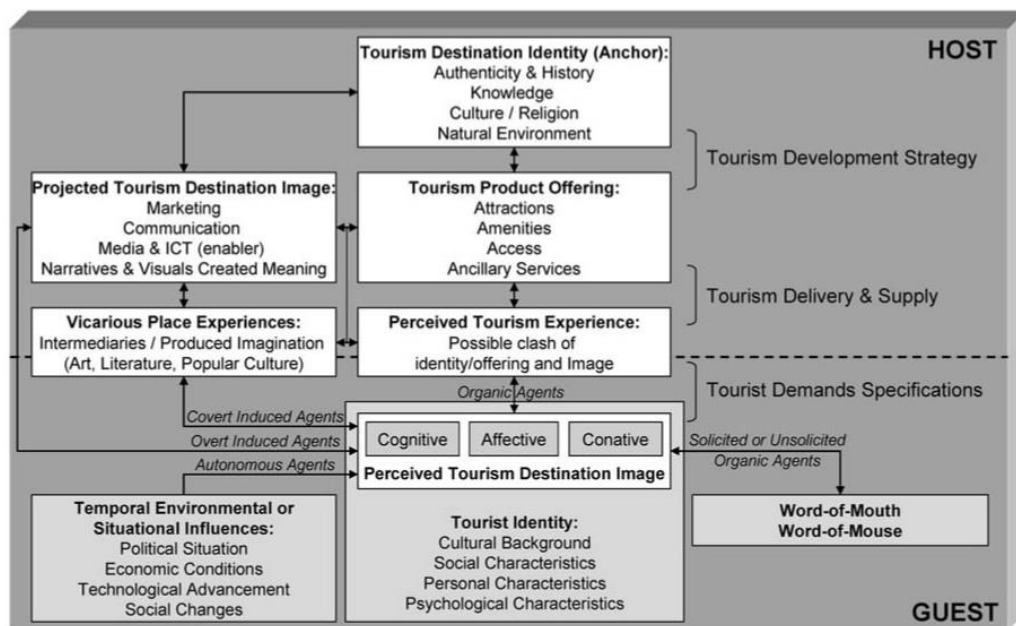 HOST
Tourism Destination Identity (Anchor):
Authenticity & History
Knowledge
Culture / Religion
Natural Environment
Tourism Development Strategy
Projected Tourism Destination Image:
Marketing
Communication
Media & ICT (enabler)
Narratives & Visuals Created Meaning
Tourism Product Offering:
Attractions
Amenities
Access
Ancillary Services
Tourism Delivery & Supply
Vicarious Place Experiences:
Intermediaries / Produced Imagination
(Art, Literature, Popular Culture)
Perceived Tourism Experience:
Possible clash of
identity/offering and Image
Tourist Demands Specifications
Organic Agents
Covert Induced Agents
Overt Induced Agents
Autonomous Agents
Cognitive
Affective
Conative
Perceived Tourism Destination Image
Solicited or Unsolicited
Organic Agents
Temporal Environmental or
Situational Influences:
Political Situation
Economic Conditions
Technological Advancement
Social Changes
Tourist Identity:
Cultural Background
Social Characteristics
Personal Characteristics
Psychological Characteristics
Word-of-Mouth
Word-of-Mouse
GUEST